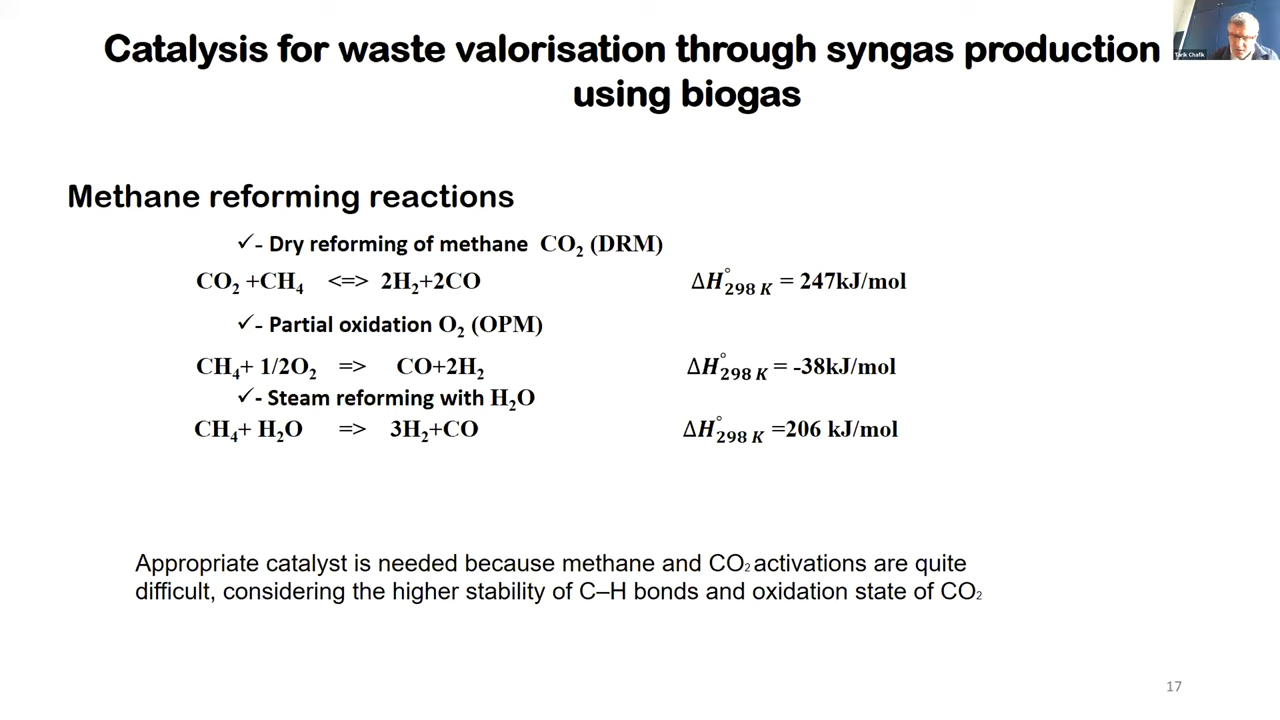 Catalysis for waste valorisation through syngas production
using biogas
Tarik Chafik
Methane reforming reactions
✓- Dry reforming of methane CO₂ (DRM)
CO₂ +CH₄ <=> 2H₂+2CO ΔH°₂₉₈ K = 247kJ/mol
✓- Partial oxidation O₂ (OPM)
CH₄+ 1/2O₂ => CO+2H₂ ΔH°₂₉₈ K = -38kJ/mol
✓- Steam reforming with H₂O
CH₄+ H₂O => 3H₂+CO ΔH°₂₉₈ K =206 kJ/mol
Appropriate catalyst is needed because methane and CO₂ activations are quite
difficult, considering the higher stability of C–H bonds and oxidation state of CO₂
17